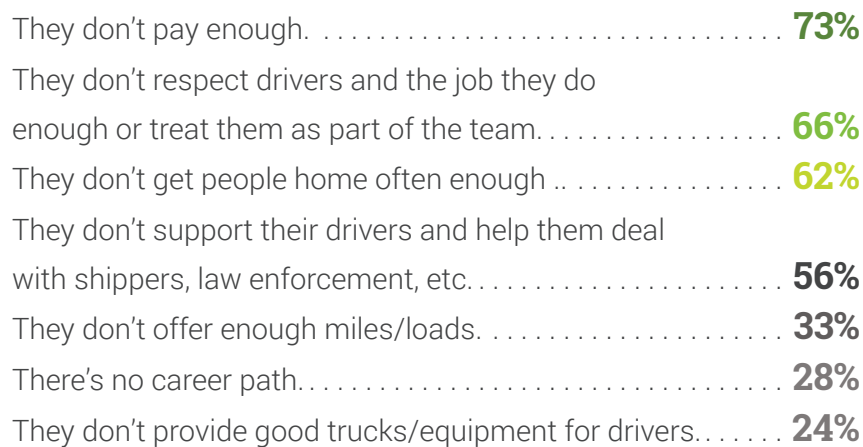 They don’t pay enough. . . . . . . . . . . . . . . . . . . . . . . . . . . . . . . . . . 73%
They don’t respect drivers and the job they do
enough or treat them as part of the team. . . . . . . . . . . . . . . . . . 66%
They don’t get people home often enough .. . . . . . . . . . . . . . . . 62%
They don’t support their drivers and help them deal
with shippers, law enforcement, etc. . . . . . . . . . . . . . . . . . . . . . . 56%
They don’t offer enough miles/loads. . . . . . . . . . . . . . . . . . . . . . 33%
There’s no career path. . . . . . . . . . . . . . . . . . . . . . . . . . . . . . . . . . . 28%
They don’t provide good trucks/equipment for drivers. . . . . . . 24%